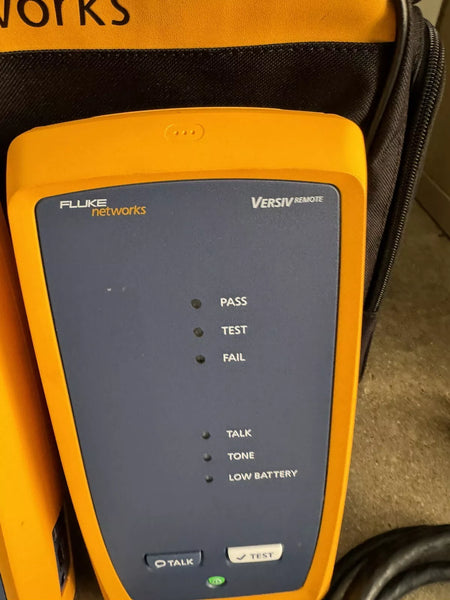 works
FLUKE
networks
VERSIV REMOTE
PASS
TEST
FAIL
TALK
TONE
LOW BATTERY
TALK
TEST